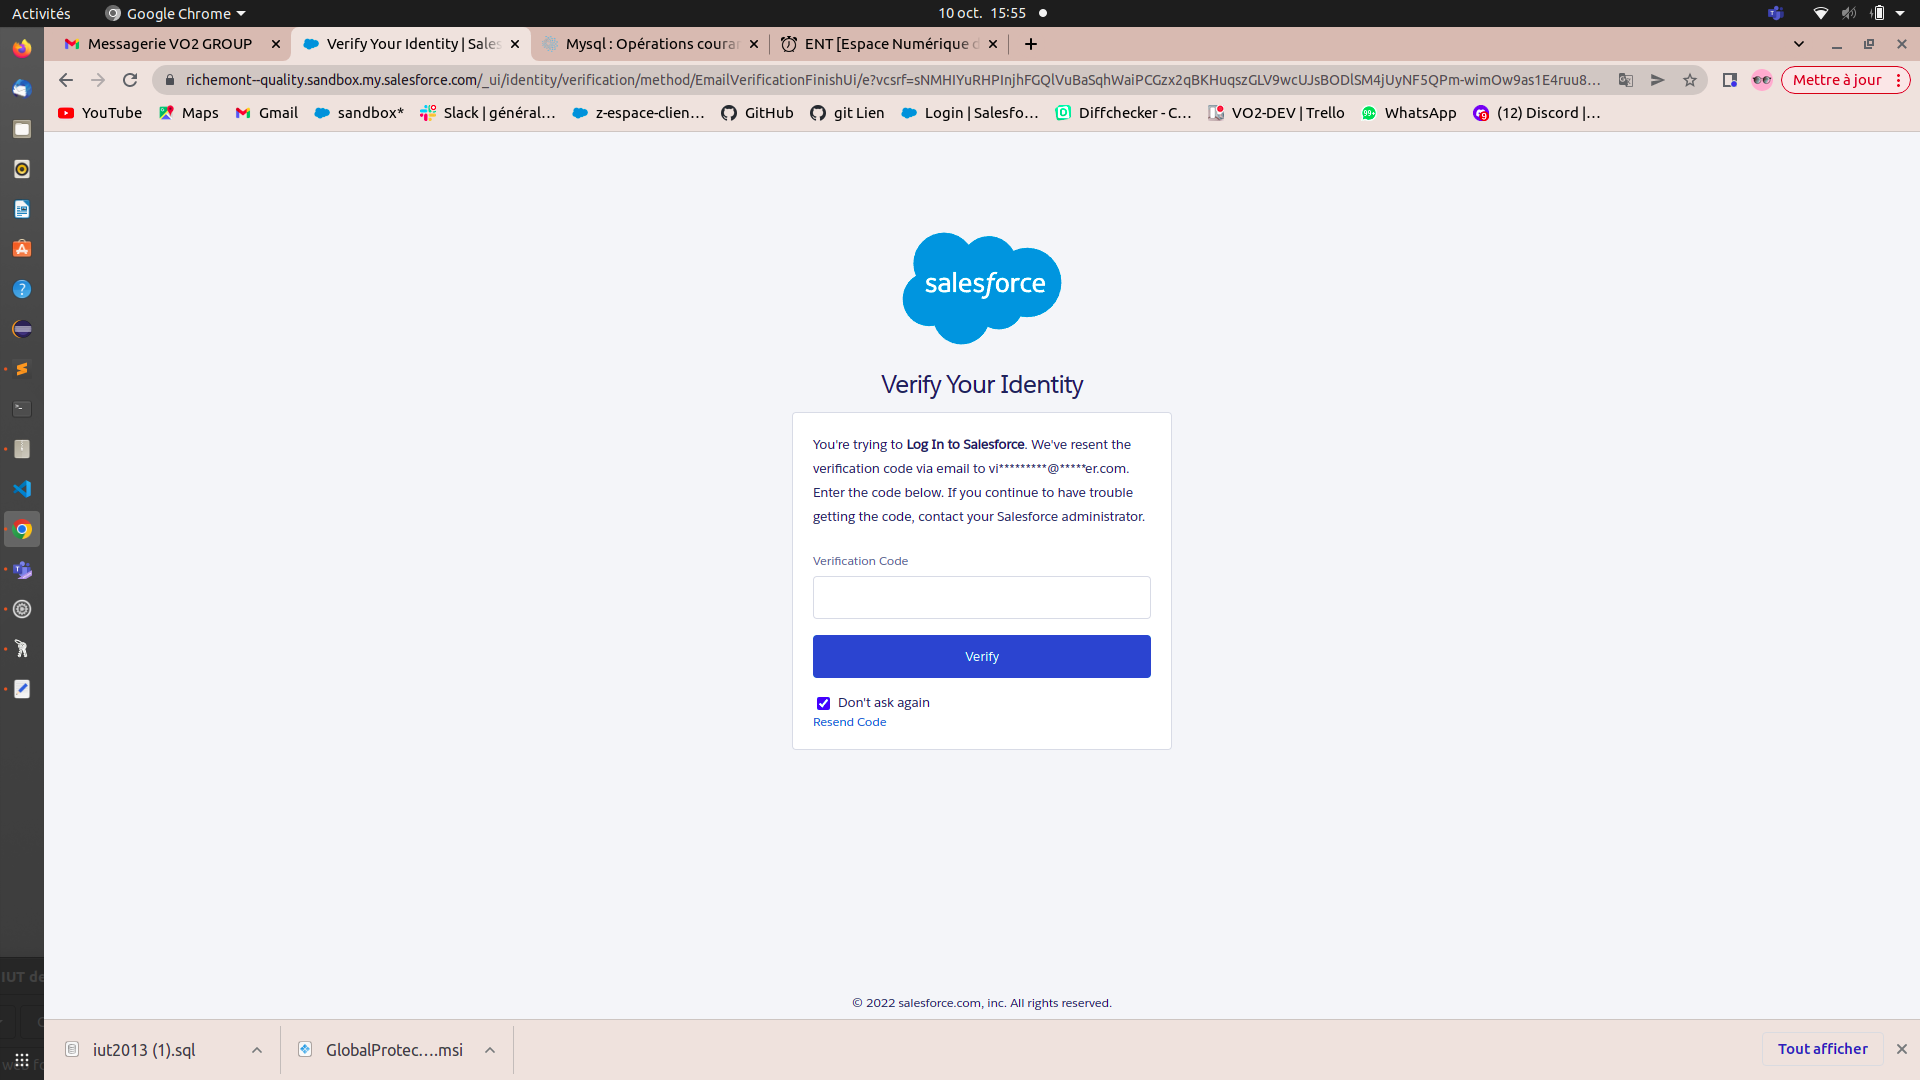 Activités
Google Chrome
10 oct. 15:55
Messagerie VO2 GROUP
Verify Your Identity | Sales
Mysql : Opérations couran
ENT [Espace Numérique d
richemont--quality.sandbox.my.salesforce.com/_ui/identity/verification/method/EmailVerificationFinishUi/e?vcsrf=sNMHIYuRHPInjhFGQlVuBaSqhWaiPCGzx2qBKHuqszGLV9wcUJsBODlSM4jUyNF5QPm-wimOw9as1E4ruu8...
Mettre à jour
YouTube
Maps
Gmail
sandbox*
Slack | général...
z-espace-clien...
GitHub
git Lien
Login | Salesfo...
Diffchecker - C...
VO2-DEV | Trello
WhatsApp
(12) Discord |...
salesforce
Verify Your Identity
You're trying to Log In to Salesforce. We've resent the
verification code via email to vi*********@*****er.com.
Enter the code below. If you continue to have trouble
getting the code, contact your Salesforce administrator.
Verification Code
Verify
Don't ask again
Resend Code
IUT de
© 2022 salesforce.com, inc. All rights reserved.
iut2013 (1).sql
GlobalProtec....msi
Tout afficher